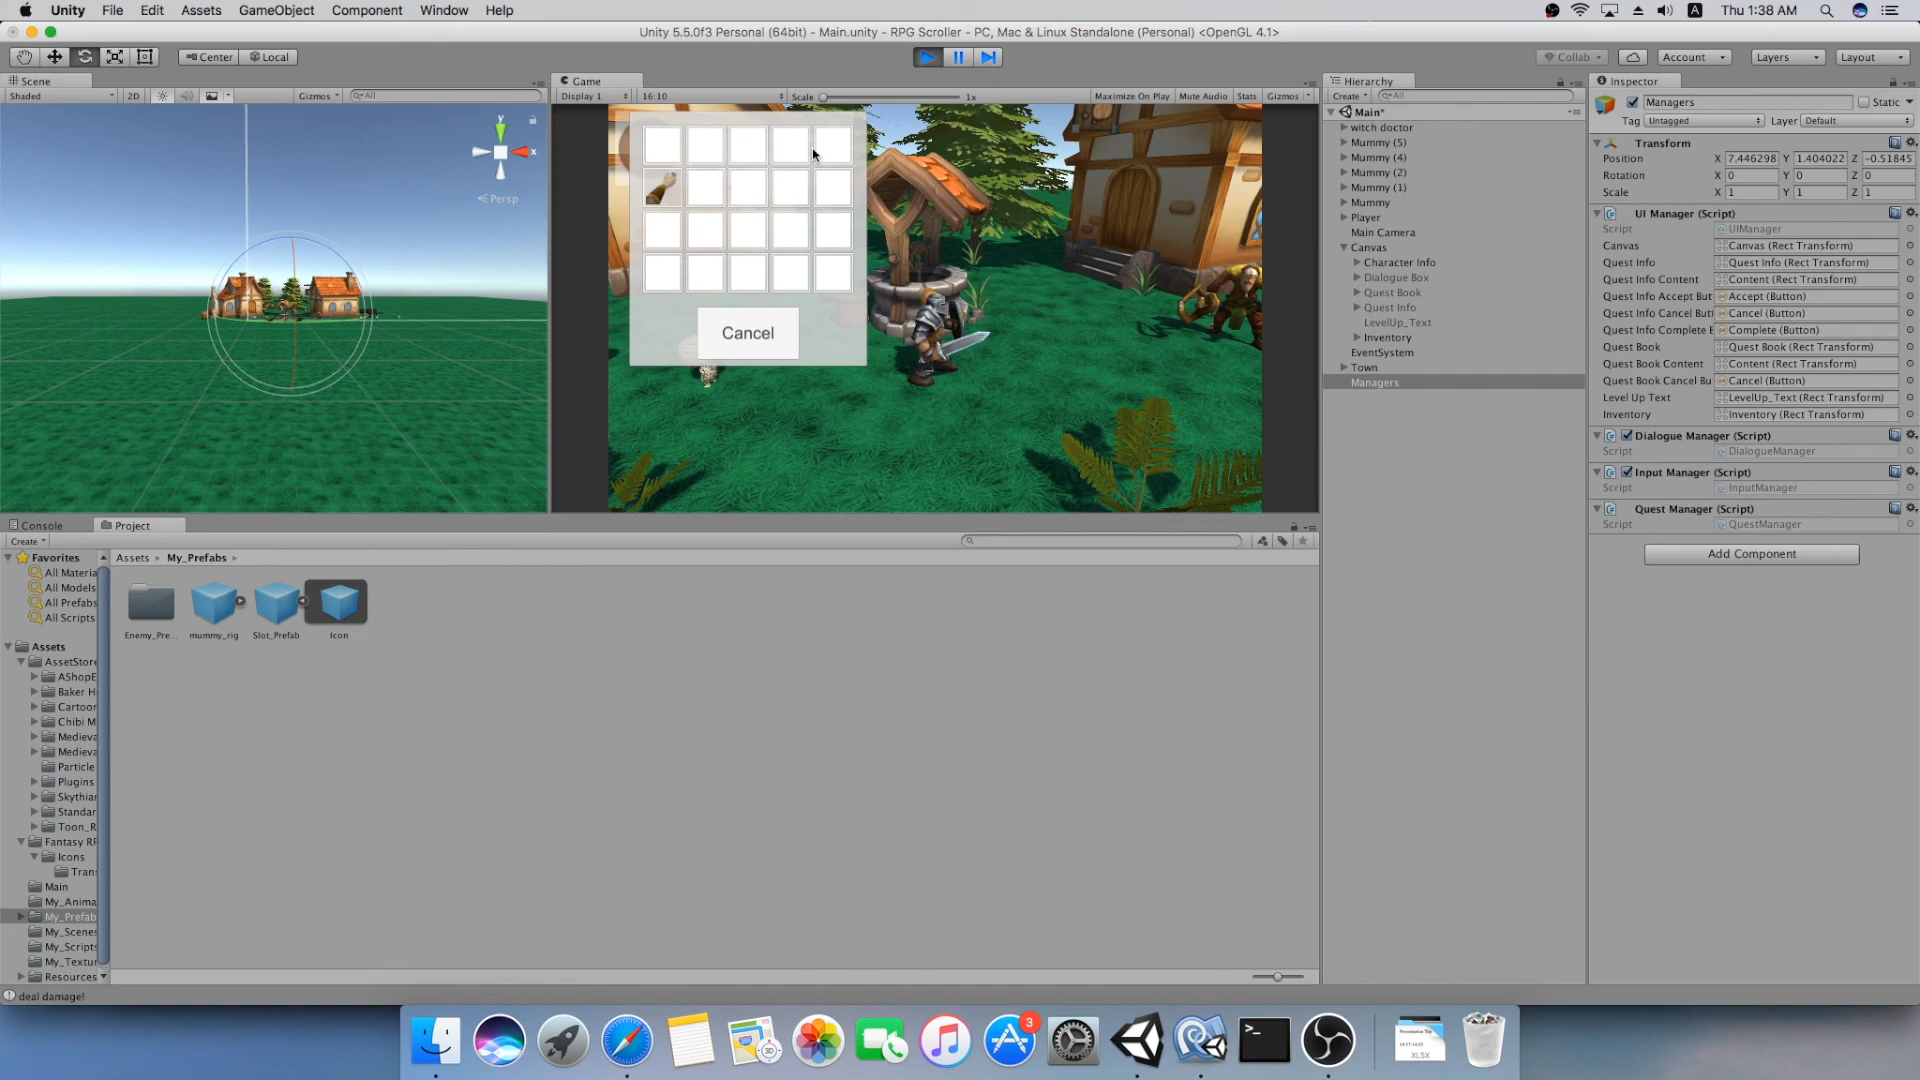 Unity File Edit Assets GameObject Component Window Help
A Thu 1:38 AM
Unity 5.5.0f3 Personal (64bit) - Main.unity - RPG Scroller - PC, Mac & Linux Standalone (Personal) <OpenGL 4.1>
Center Local
Collab Account Layers Layout
Scene
Shaded 2D Gizmos All
y
x
Persp
Game
Display 1 16:10 Scale 1x Maximize On Play Mute Audio Stats Gizmos
Cancel
Hierarchy
Create All
Main*
witch doctor
Mummy (5)
Mummy (4)
Mummy (2)
Mummy (1)
Mummy
Player
Main Camera
Canvas
Character Info
Dialogue Box
Quest Book
Quest Info
LevelUp_Text
Inventory
EventSystem
Town
Managers
Inspector
Managers Static
Tag Untagged Layer Default
Transform
Position X 7.446298 Y 1.404022 Z -0.51845
Rotation X 0 Y 0 Z 0
Scale X 1 Y 1 Z 1
UI Manager (Script)
Script UIManager
Canvas Canvas (Rect Transform)
Quest Info Quest Info (Rect Transform)
Quest Info Content Content (Rect Transform)
Quest Info Accept But Accept (Button)
Quest Info Cancel Butt Cancel (Button)
Quest Info Complete B Complete (Button)
Quest Book Quest Book (Rect Transform)
Quest Book Content Content (Rect Transform)
Quest Book Cancel Bu Cancel (Button)
Level Up Text LevelUp_Text (Rect Transform)
Inventory Inventory (Rect Transform)
Dialogue Manager (Script)
Script DialogueManager
Input Manager (Script)
Script InputManager
Quest Manager (Script)
Script QuestManager
Add Component
Console Project
Create
Favorites
All Materia
All Models
All Prefabs
All Scripts
Assets
AssetStore
AShopE
Baker H
Cartoon
Chibi M
Medieva
Medieva
Particle
Plugins
Skythian
Standar
Toon_R
Fantasy RP
Icons
Tran
Main
My_Anima
My_Prefab
My_Scenes
My_Scripts
My_Textur
Resources
Assets My_Prefabs
Enemy_Pre... mummy_rig Slot_Prefab Icon
deal damage!
3
XLSX